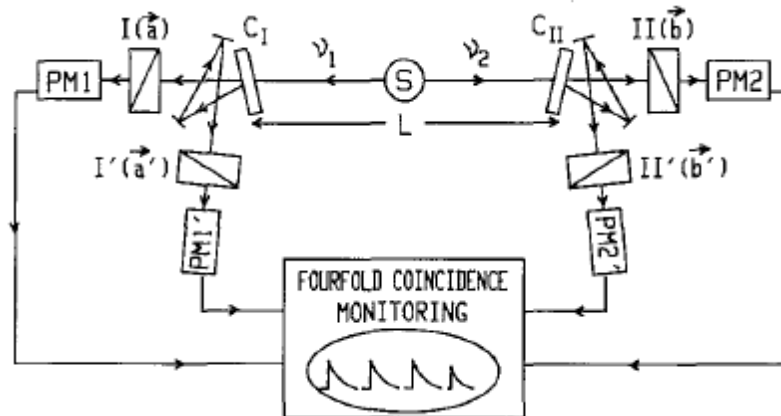 I(a⃗) C_I ν₁ S ν₂ C_II II(b⃗)
PM1 PM2
L
I′(a⃗′) II′(b⃗′)
PM1′ PM2′
FOURFOLD COINCIDENCE
MONITORING